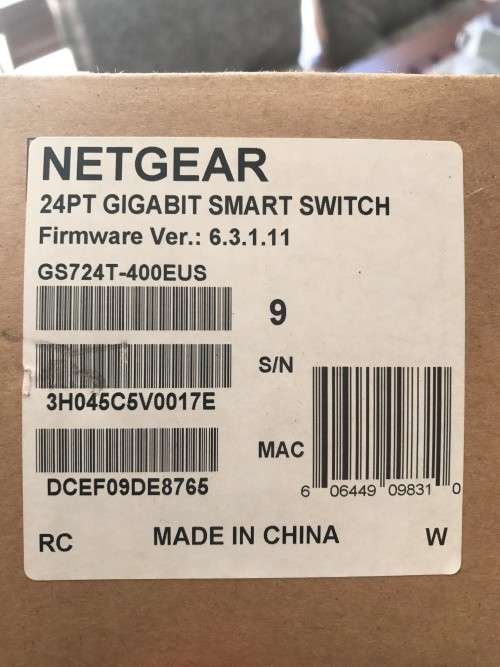 NETGEAR
24PT GIGABIT SMART SWITCH
Firmware Ver.: 6.3.1.11
GS724T-400EUS
9
S/N
3H045C5V0017E
MAC
DCEF09DE8765
6 06449 09831 0
RC MADE IN CHINA W